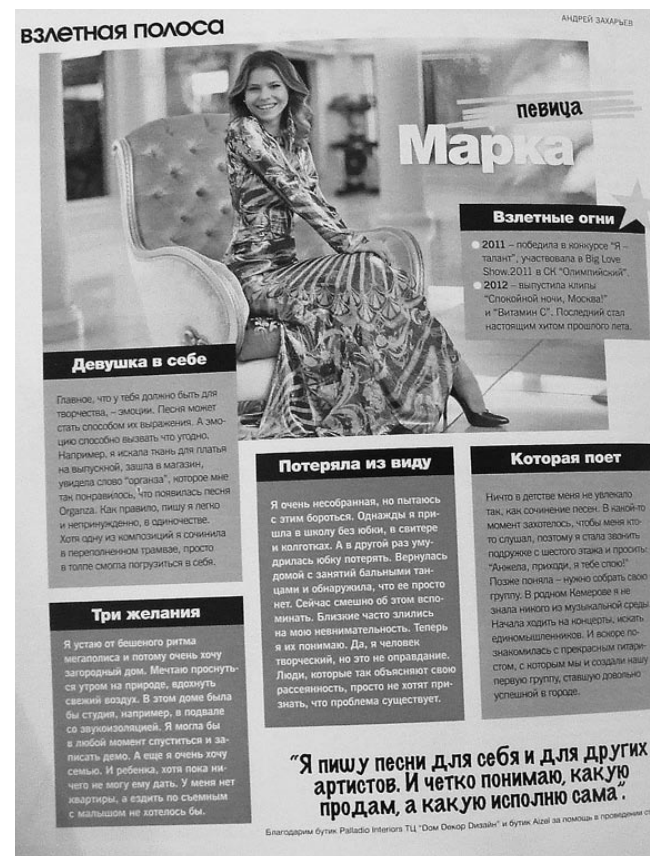 взлетная полоса
АНДРЕЙ ЗАХАРЬЕВ
певица
Марка
Взлетные огни
2011 – победила в конкурсе "Я –
талант", участвовала в Big Love
Show.2011 в СК "Олимпийский".
2012 – выпустила клипы
"Спокойной ночи, Москва!"
и "Витамин С". Последний стал
настоящим хитом прошлого лета.
Девушка в себе
Главное, что у тебя должно быть для
творчества, – эмоции. Песня может
стать способом их выражения. А эмо-
цию способно вызвать что угодно.
Например, я искала ткань для платья
на выпускной, зашла в магазин,
увидела слово "органза", которое мне
так понравилось, что появилась песня
Organza. Как правило, пишу я легко
и непринужденно, в одиночестве.
Хотя одну из композиций я сочинила
в переполненном трамвае, просто
в толпе смогла погрузиться в себя.
Три желания
Я устаю от бешеного ритма
мегаполиса и потому очень хочу
загородный дом. Мечтаю проснуть-
ся утром на природе, вдохнуть
свежий воздух. В этом доме была
бы студия, например, в подвале
со звукоизоляцией. Я могла бы
в любой момент спуститься и за-
писать демо. А еще я очень хочу
семью. И ребенка, хотя пока ни-
чего не могу ему дать. У меня нет
квартиры, а ездить по съемным
с малышом не хотелось бы.
Потеряла из виду
Я очень несобранная, но пытаюсь
с этим бороться. Однажды я при-
шла в школу без юбки, в свитере
и колготках. А в другой раз уму-
дрилась юбку потерять. Вернулась
домой с занятий бальными тан-
цами и обнаружила, что ее просто
нет. Сейчас смешно об этом вспо-
минать. Близкие часто злились
на мою невнимательность. Теперь
я их понимаю. Да, я человек
творческий, но это не оправдание.
Люди, которые так объясняют свою
рассеянность, просто не хотят при-
знать, что проблема существует.
Которая поет
Ничто в детстве меня не увлекало
так, как сочинение песен. В какой-то
момент захотелось, чтобы меня кто-
то слушал, поэтому я стала звонить
подружке с шестого этажа и просить:
"Анжела, приходи, я тебе спою!"
Позже поняла – нужно собрать свою
группу. В родном Кемерове я не
знала никого из музыкальной среды.
Начала ходить на концерты, искать
единомышленников. И вскоре по-
знакомилась с прекрасным гитари-
стом, с которым мы и создали нашу
первую группу, ставшую довольно
успешной в городе.
"Я пишу песни для себя и для других
артистов. И четко понимаю, какую
продам, а какую исполню сама".
Благодарим бутик Palladio Interiors ТЦ "Dом Dекор Dизайн" и бутик Aizel за помощь в проведении